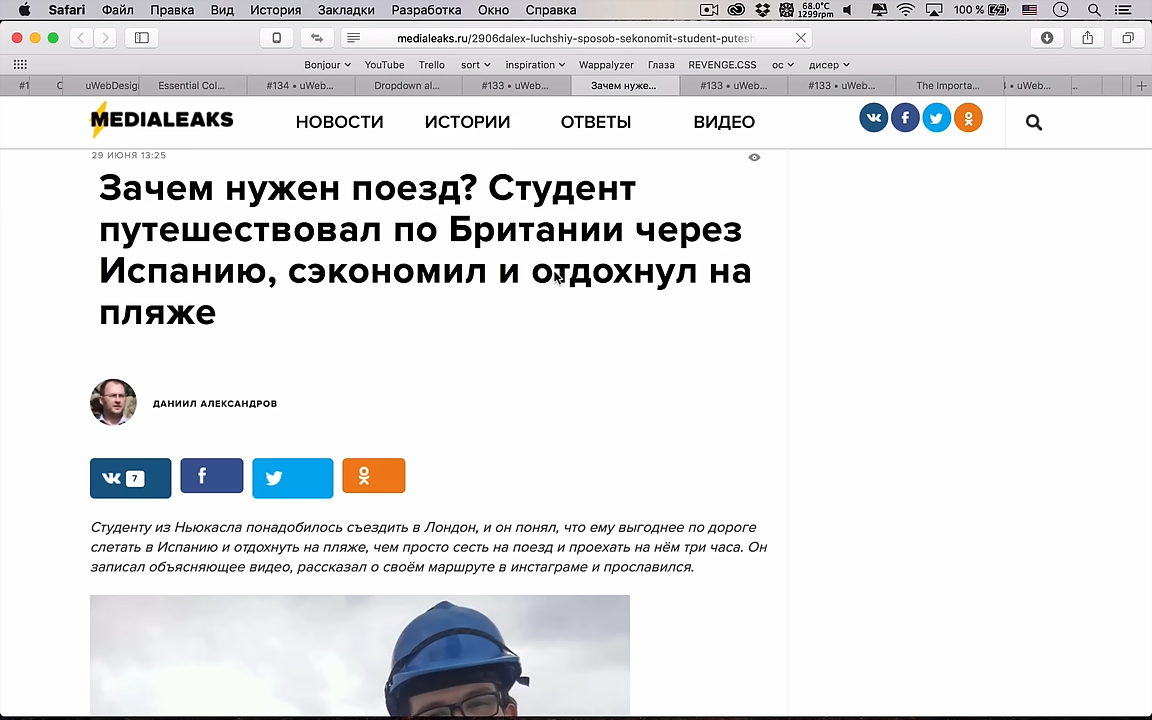 Safari Файл Правка Вид История Закладки Разработка Окно Справка 68.0°C 1299rpm 100 %
medialeaks.ru/2906dalex-luchshiy-sposob-sekonomit-student-putesh
Bonjour YouTube Trello sort inspiration Wappalyzer Глаза REVENGE.CSS ос дисер
#1 uWebDesig Essential Col... #134 • uWeb... Dropdown al... #133 • uWeb... Зачем нуже... #133 • uWeb... #133 • uWeb... The Importa... • uWeb...
MEDIALEAKS НОВОСТИ ИСТОРИИ ОТВЕТЫ ВИДЕО
29 ИЮНЯ 13:25
Зачем нужен поезд? Студент
путешествовал по Британии через
Испанию, сэкономил и отдохнул на
пляже
ДАНИИЛ АЛЕКСАНДРОВ
7
Студенту из Ньюкасла понадобилось съездить в Лондон, и он понял, что ему выгоднее по дороге
слетать в Испанию и отдохнуть на пляже, чем просто сесть на поезд и проехать на нём три часа. Он
записал объясняющее видео, рассказал о своём маршруте в инстаграме и прославился.